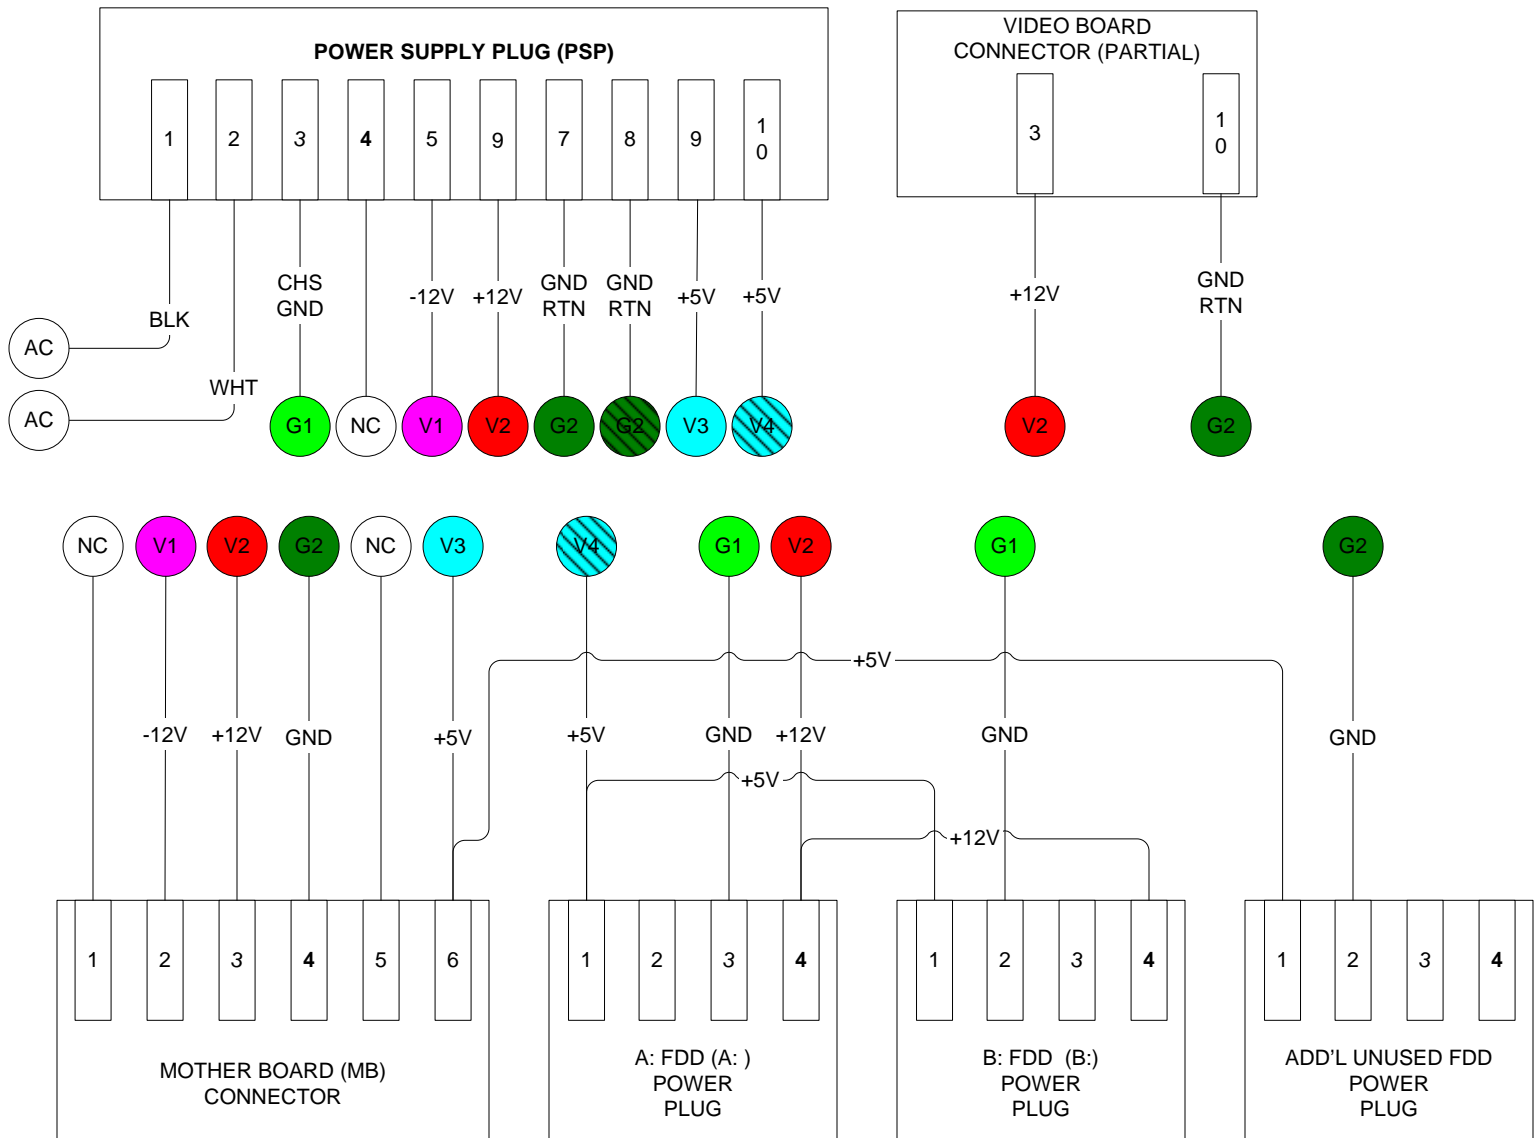 POWER SUPPLY PLUG (PSP)
1 2 3 4 5 9 7 8 9 1
0
VIDEO BOARD
CONNECTOR (PARTIAL)
3 1
0
BLK
WHT
CHS
GND
-12V
+12V
GND
RTN
GND
RTN
+5V
+5V
+12V
GND
RTN
AC
AC
G1 NC V1 V2 G2 G2 V3 V4
V2 G2
NC V1 V2 G2 NC V3 V4 G1 V2 G1 G2
+5V
-12V +12V GND +5V +5V GND +12V GND GND
+5V
+12V
1 2 3 4 5 6
MOTHER BOARD (MB)
CONNECTOR
1 2 3 4
A: FDD (A: )
POWER
PLUG
1 2 3 4
B: FDD (B:)
POWER
PLUG
1 2 3 4
ADD'L UNUSED FDD
POWER
PLUG